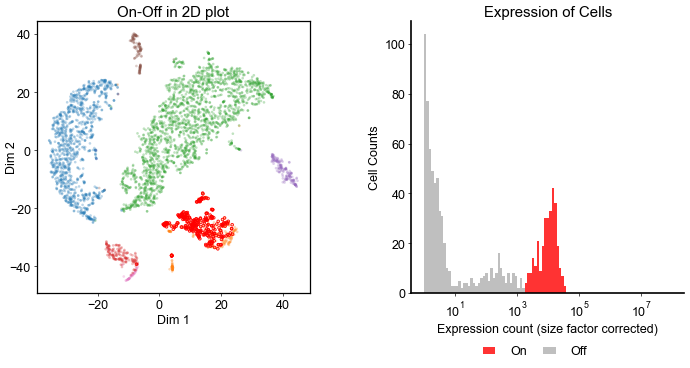 On-Off in 2D plot
Dim 2
40
20
0
−20
−40
−20 0 20 40
Dim 1
Expression of Cells
Cell Counts
100
80
60
40
20
0
10^1 10^3 10^5 10^7
Expression count (size factor corrected)
On Off